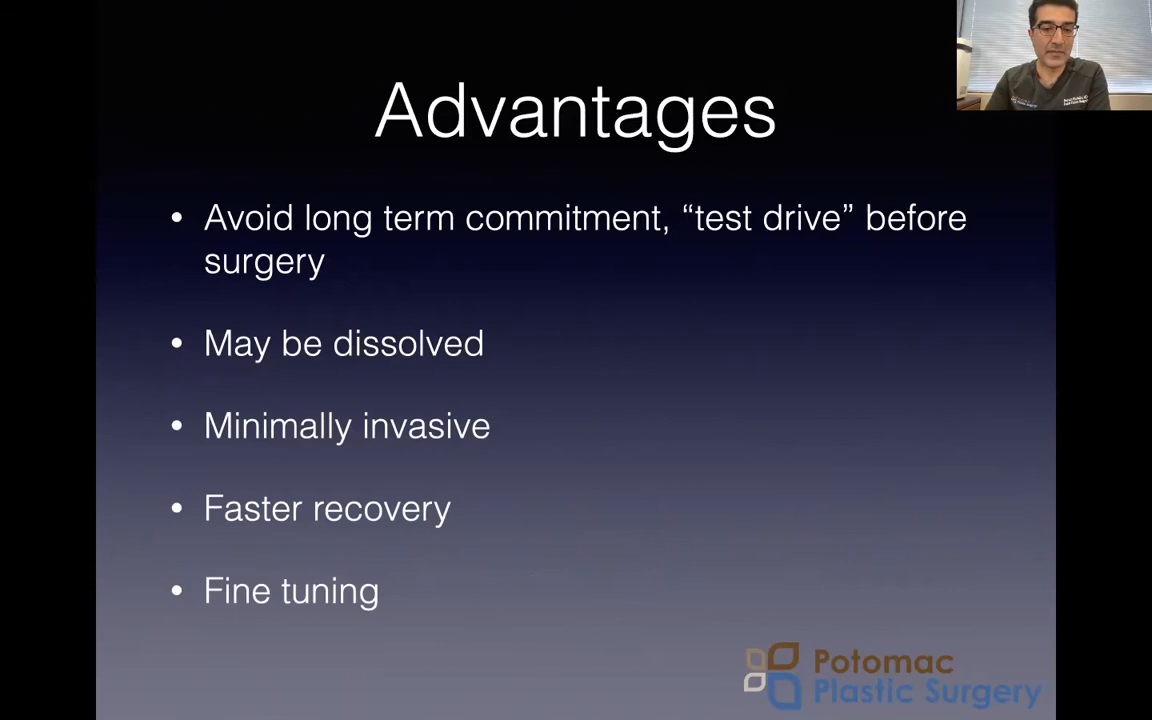 Advantages
• Avoid long term commitment, “test drive” before
surgery
• May be dissolved
• Minimally invasive
• Faster recovery
• Fine tuning
Potomac
Plastic Surgery